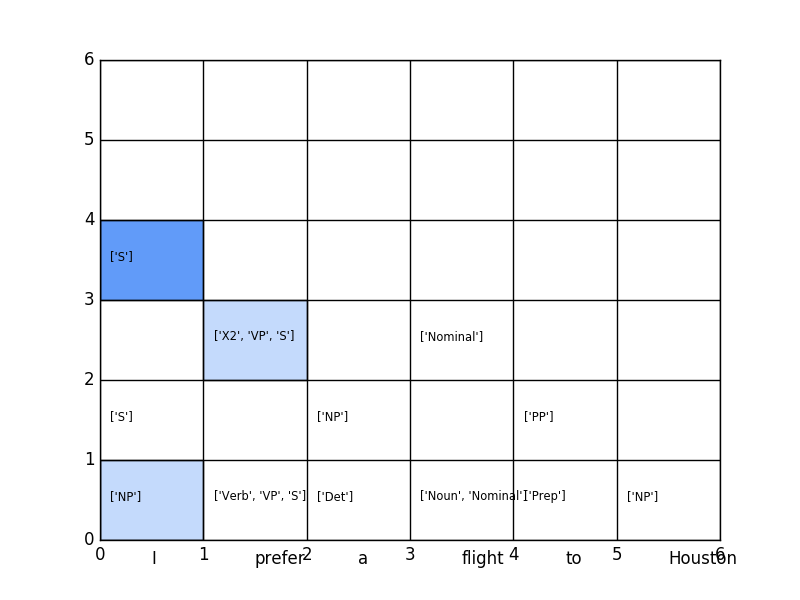 6
5
4
['S']
3
['X2', 'VP', 'S'] ['Nominal']
2
['S'] ['NP'] ['PP']
1
['NP'] ['Verb', 'VP', 'S'] ['Det'] ['Noun', 'Nominal'] ['Prep'] ['NP']
0
0 1 2 3 4 5 6
I prefer a flight to Houston